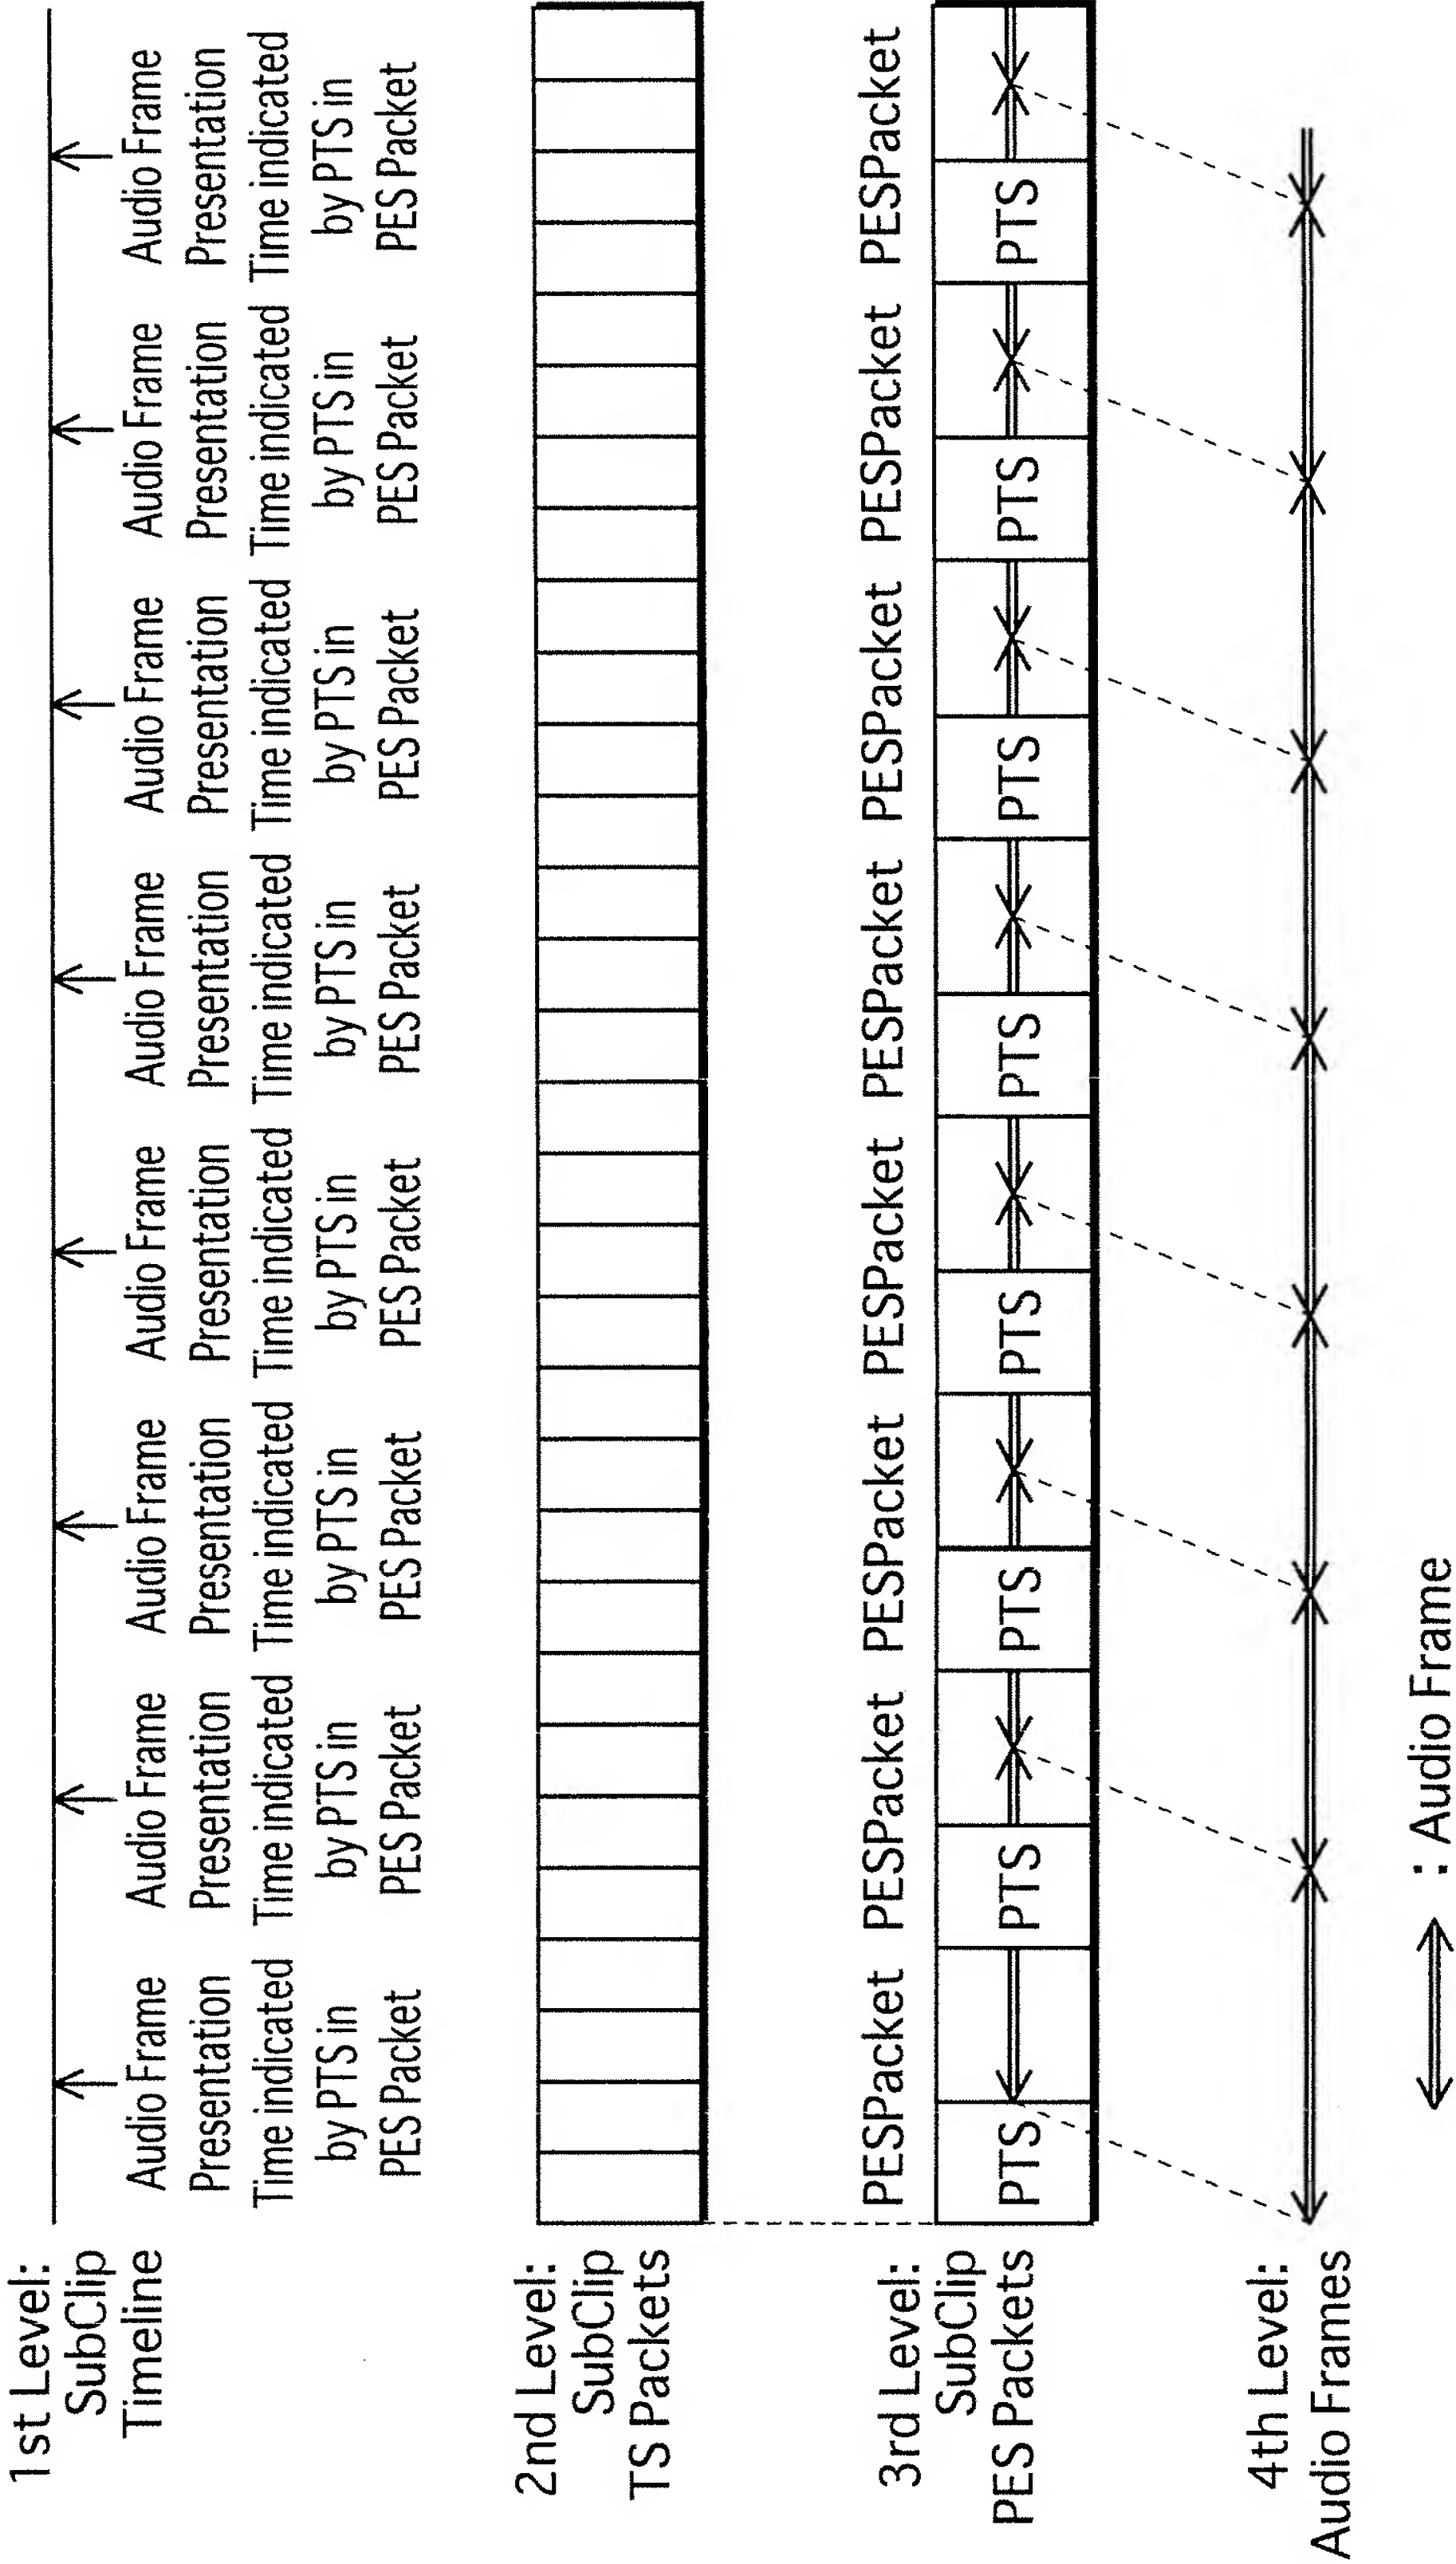 1st Level:
SubClip
Timeline
Audio Frame
Presentation
Time indicated
by PTS in
PES Packet
Audio Frame
Presentation
Time indicated
by PTS in
PES Packet
Audio Frame
Presentation
Time indicated
by PTS in
PES Packet
Audio Frame
Presentation
Time indicated
by PTS in
PES Packet
Audio Frame
Presentation
Time indicated
by PTS in
PES Packet
Audio Frame
Presentation
Time indicated
by PTS in
PES Packet
Audio Frame
Presentation
Time indicated
by PTS in
PES Packet
Audio Frame
Presentation
Time indicated
by PTS in
PES Packet
2nd Level:
SubClip
TS Packets
3rd Level:
SubClip
PES Packets
PESPacket PESPacket PESPacket PESPacket PESPacket PESPacket PESPacket PESPacket
PTS PTS PTS PTS PTS PTS PTS PTS
4th Level:
Audio Frames
: Audio Frame